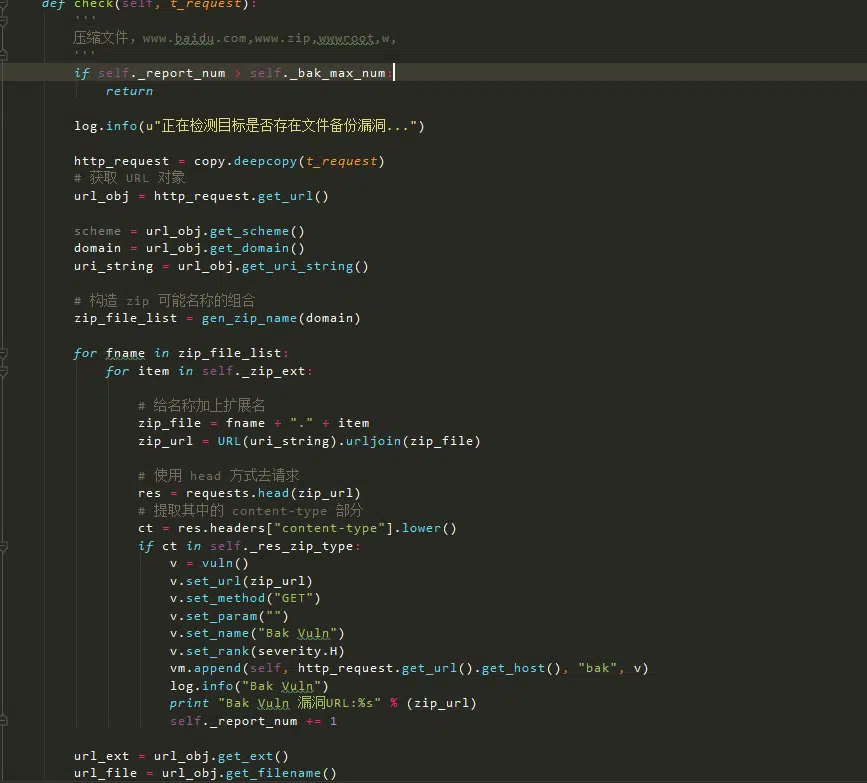 def check(self, t_request):
'''
压缩文件，www.baidu.com,www.zip,wwwroot,w,
'''
if self._report_num > self._bak_max_num:
return
log.info(u"正在检测目标是否存在文件备份漏洞...")
http_request = copy.deepcopy(t_request)
# 获取 URL 对象
url_obj = http_request.get_url()
scheme = url_obj.get_scheme()
domain = url_obj.get_domain()
uri_string = url_obj.get_uri_string()
# 构造 zip 可能名称的组合
zip_file_list = gen_zip_name(domain)
for fname in zip_file_list:
for item in self._zip_ext:
# 给名称加上扩展名
zip_file = fname + "." + item
zip_url = URL(uri_string).urljoin(zip_file)
# 使用 head 方式去请求
res = requests.head(zip_url)
# 提取其中的 content-type 部分
ct = res.headers["content-type"].lower()
if ct in self._res_zip_type:
v = vuln()
v.set_url(zip_url)
v.set_method("GET")
v.set_param("")
v.set_name("Bak Vuln")
v.set_rank(severity.H)
vm.append(self, http_request.get_url().get_host(), "bak", v)
log.info("Bak Vuln")
print "Bak Vuln 漏洞URL:%s" % (zip_url)
self._report_num += 1
url_ext = url_obj.get_ext()
url_file = url_obj.get_filename()